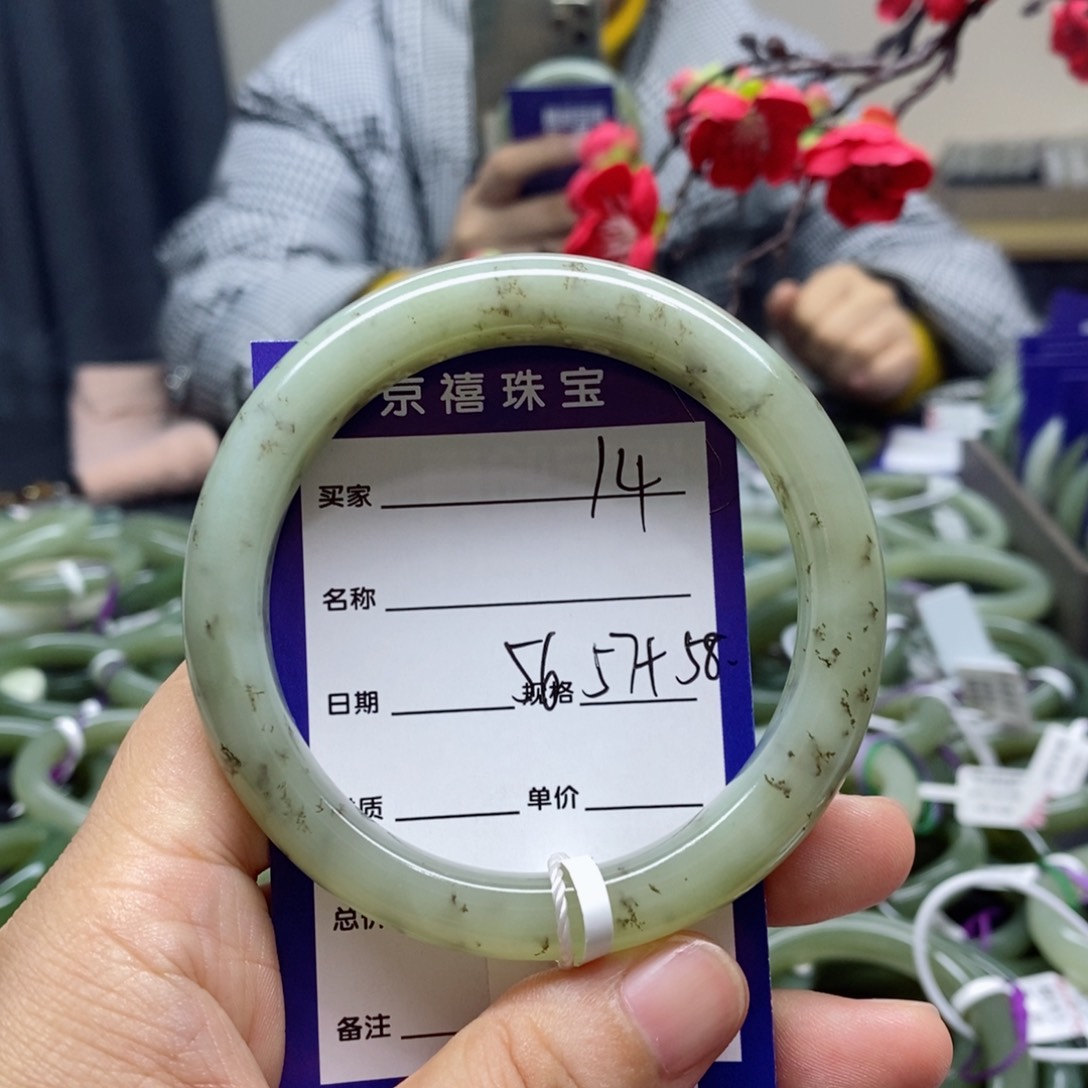 京禧珠宝
买家 14
名称
56 57+ 58.
日期 规格
质 单价
总价
备注